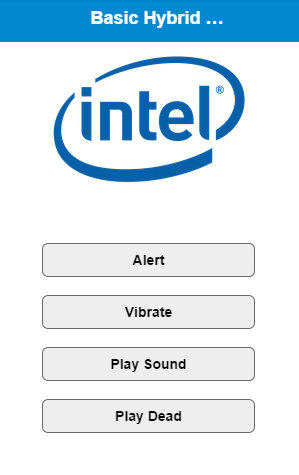 Basic Hybrid ...
intel®
Alert
Vibrate
Play Sound
Play Dead